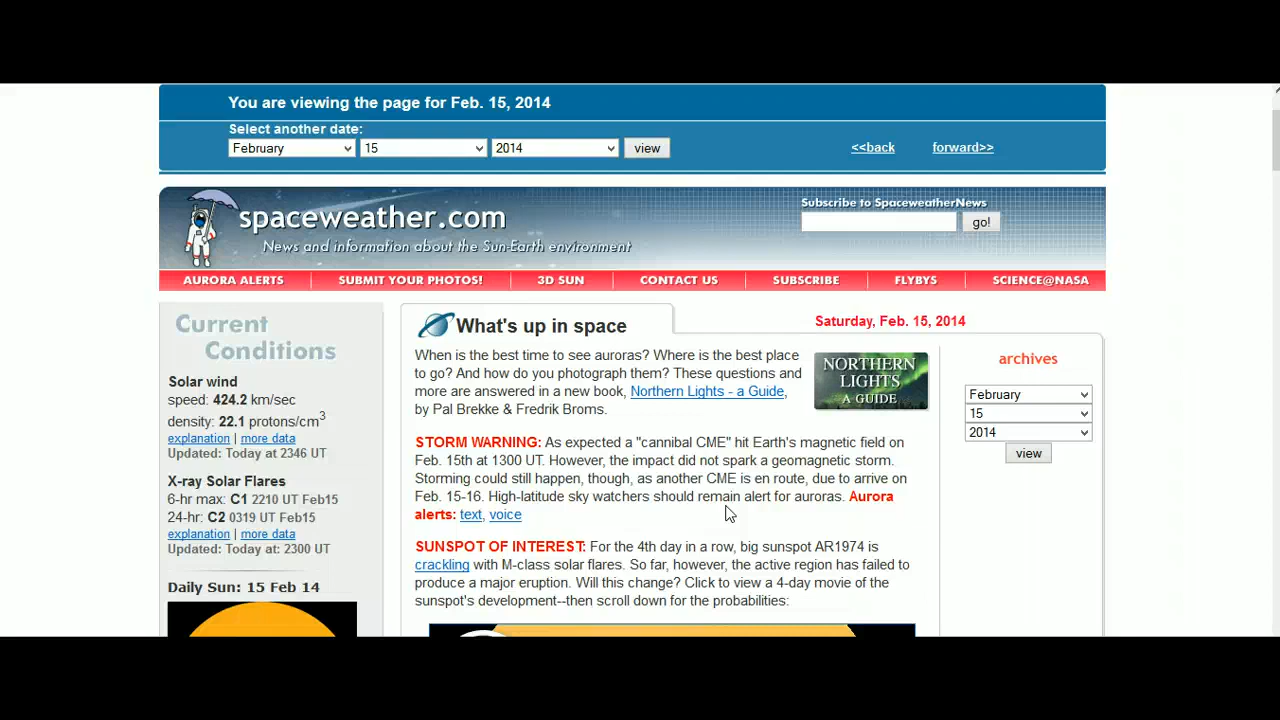 You are viewing the page for Feb. 15, 2014
Select another date:
February 15 2014 view <<back forward>>
spaceweather.com
News and information about the Sun-Earth environment
Subscribe to SpaceweatherNews
go!
AURORA ALERTS SUBMIT YOUR PHOTOS! 3D SUN CONTACT US SUBSCRIBE FLYBYS SCIENCE@NASA
Current
Conditions
Solar wind
speed: 424.2 km/sec
density: 22.1 protons/cm3
explanation | more data
Updated: Today at 2346 UT
X-ray Solar Flares
6-hr max: C1 2210 UT Feb15
24-hr: C2 0319 UT Feb15
explanation | more data
Updated: Today at: 2300 UT
Daily Sun: 15 Feb 14
What's up in space
Saturday, Feb. 15, 2014
When is the best time to see auroras? Where is the best place
to go? And how do you photograph them? These questions and
more are answered in a new book, Northern Lights - a Guide,
by Pal Brekke & Fredrik Broms.
NORTHERN
LIGHTS
A GUIDE
STORM WARNING: As expected a "cannibal CME" hit Earth's magnetic field on
Feb. 15th at 1300 UT. However, the impact did not spark a geomagnetic storm.
Storming could still happen, though, as another CME is en route, due to arrive on
Feb. 15-16. High-latitude sky watchers should remain alert for auroras. Aurora
alerts: text, voice
SUNSPOT OF INTEREST: For the 4th day in a row, big sunspot AR1974 is
crackling with M-class solar flares. So far, however, the active region has failed to
produce a major eruption. Will this change? Click to view a 4-day movie of the
sunspot's development--then scroll down for the probabilities:
archives
February
15
2014
view